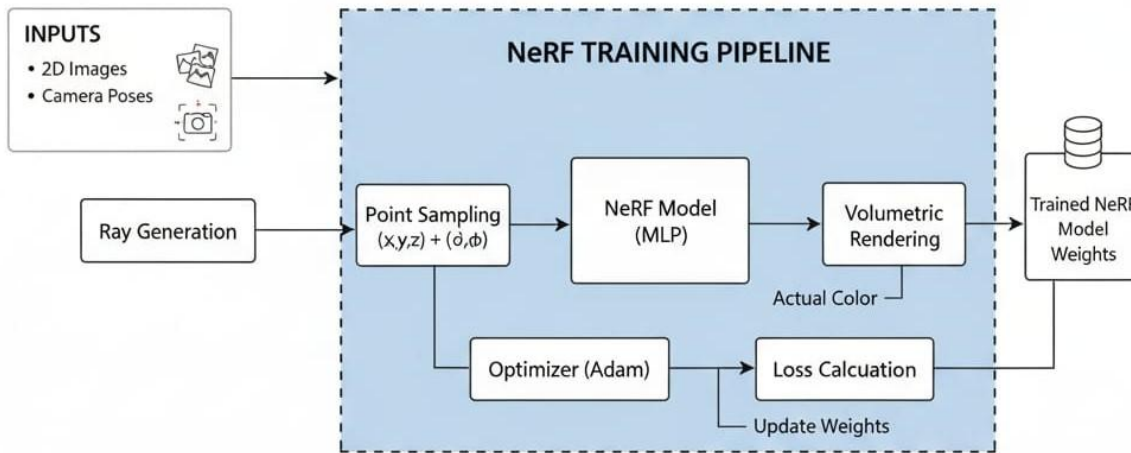 INPUTS
• 2D Images
• Camera Poses
NeRF TRAINING PIPELINE
Ray Generation
Point Sampling
(x,y,z) + (ό,ф)
NeRF Model
(MLP)
Volumetric
Rendering
Trained NeRF
Model
Weights
Actual Color
Optimizer (Adam)
Loss Calcuation
Update Weights